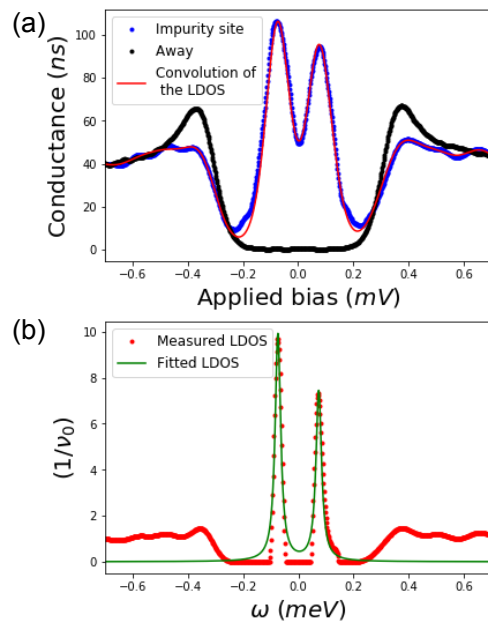 (a)
Impurity site
Away
Convolution of
the LDOS
Conductance (ns)
100
80
60
40
20
0
−0.6 −0.4 −0.2 0.0 0.2 0.4 0.6
Applied bias (mV)
(b)
Measured LDOS
Fitted LDOS
(1/ν₀)
10
8
6
4
2
0
−0.6 −0.4 −0.2 0.0 0.2 0.4 0.6
ω (meV)